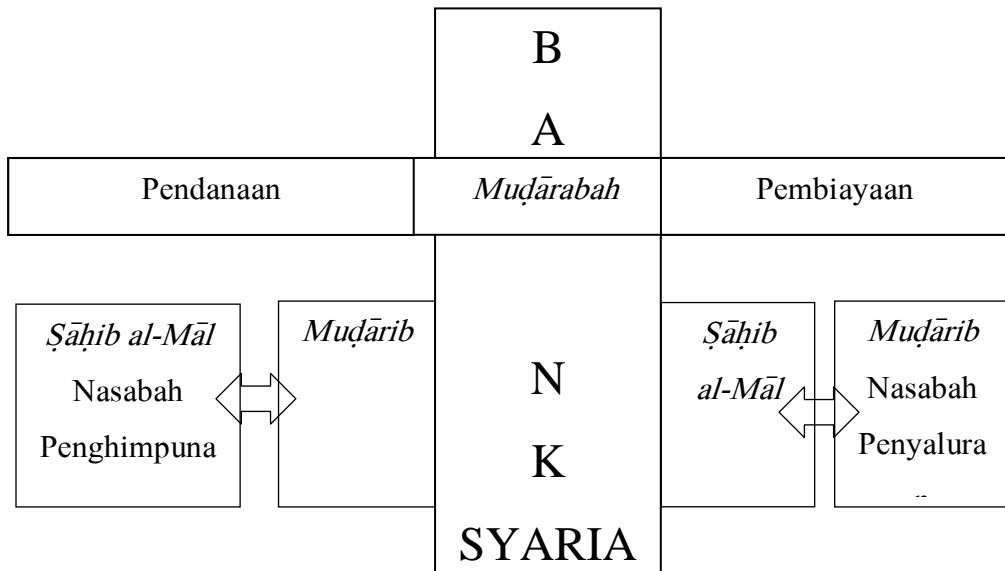 B
A
Pendanaan
Muḍārabah
Pembiayaan
Ṣāḥib al-Māl
Nasabah
Penghimpuna
Muḍārib
N
K
SYARIA
Ṣāḥib
al-Māl
Muḍārib
Nasabah
Penyalura